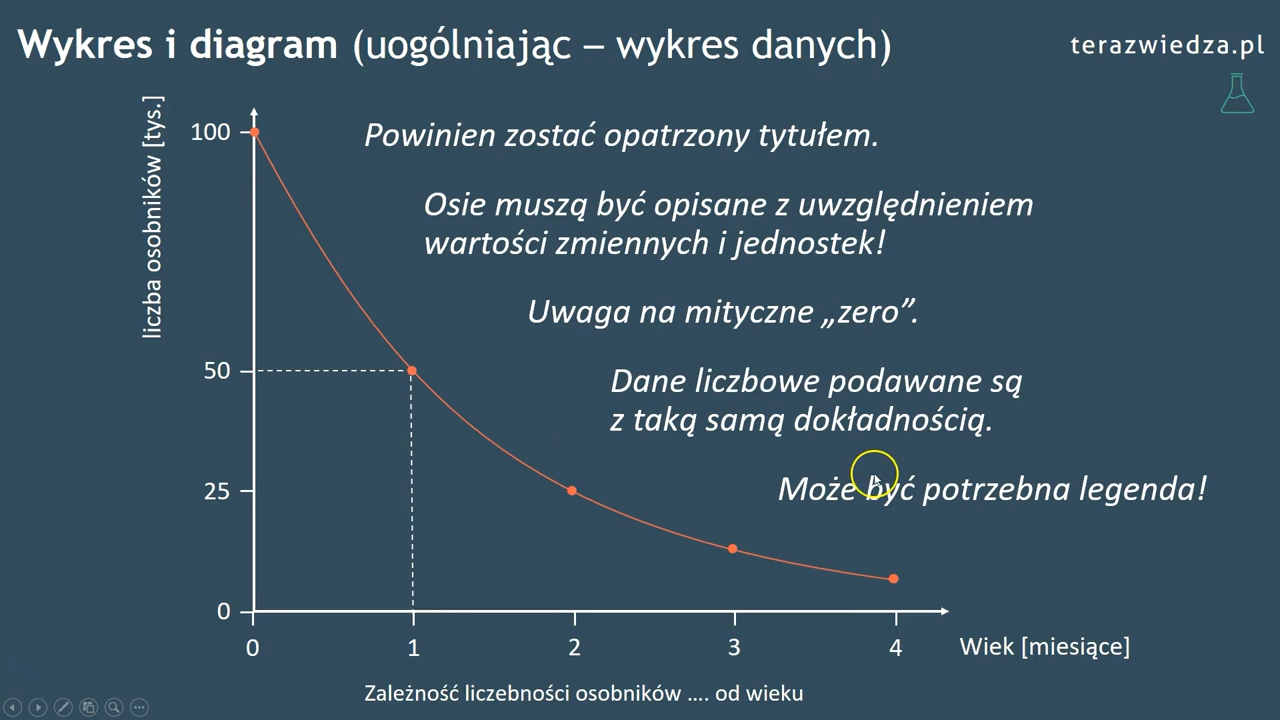 Wykres i diagram (uogólniając – wykres danych)
terazwiedza.pl
liczba osobników [tys.]
100
50
25
0
Powinien zostać opatrzony tytułem.
Osie muszą być opisane z uwzględnieniem
wartości zmiennych i jednostek!
Uwaga na mityczne „zero”.
Dane liczbowe podawane są
z taką samą dokładnością.
Może być potrzebna legenda!
0 1 2 3 4 Wiek [miesiące]
Zależność liczebności osobników .... od wieku